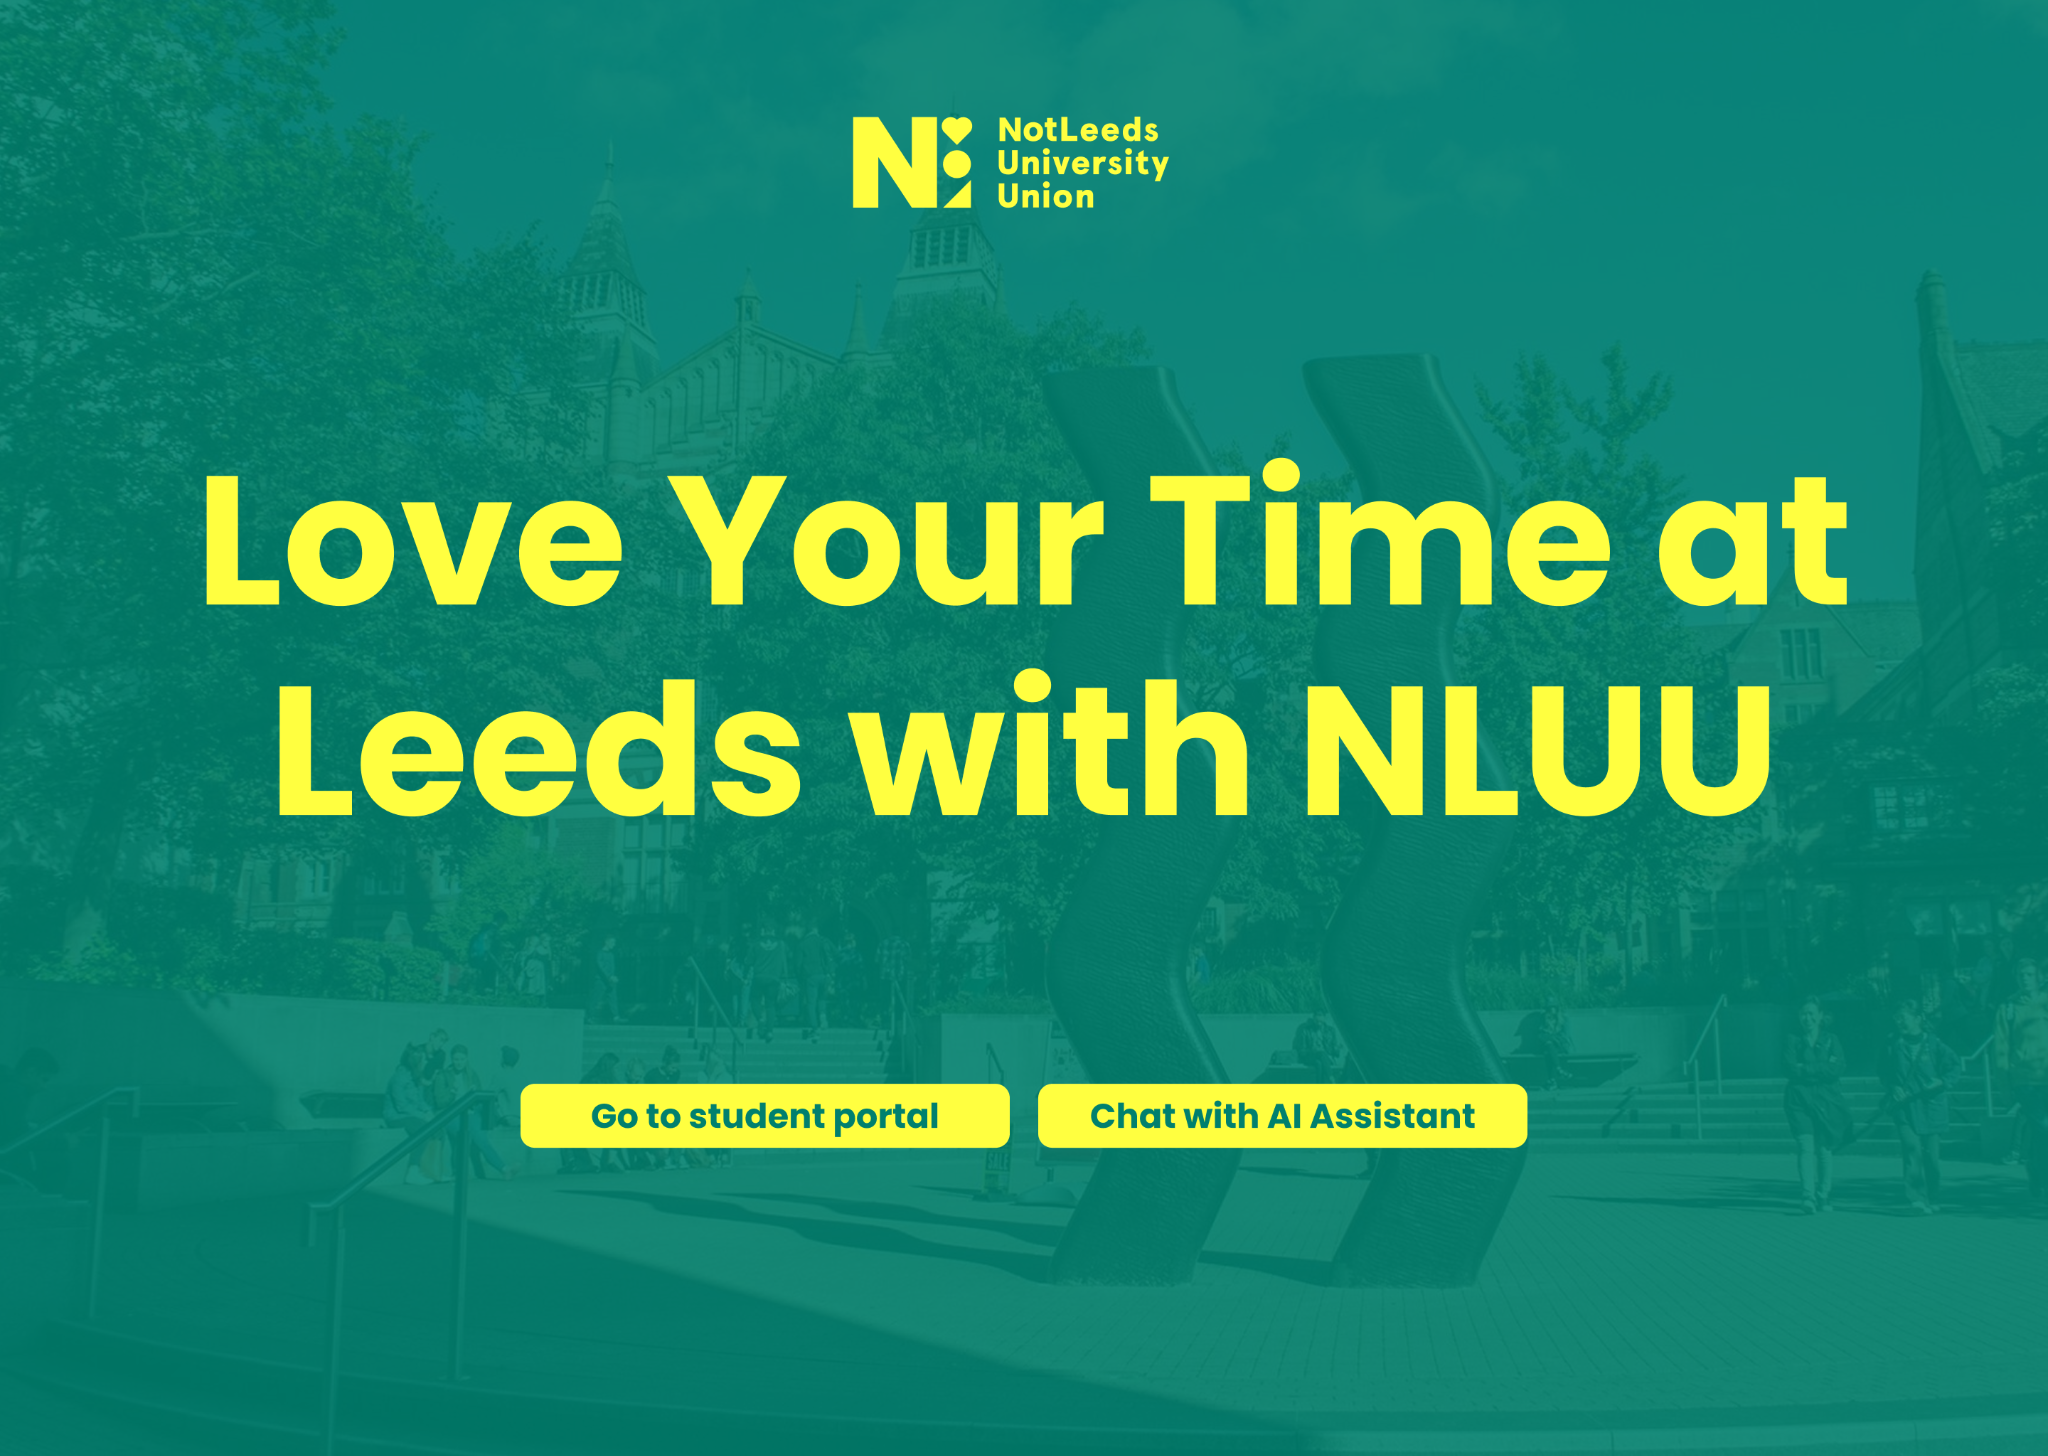 NotLeeds
University
Union
Love Your Time at
Leeds with NLUU
Go to student portal
Chat with AI Assistant